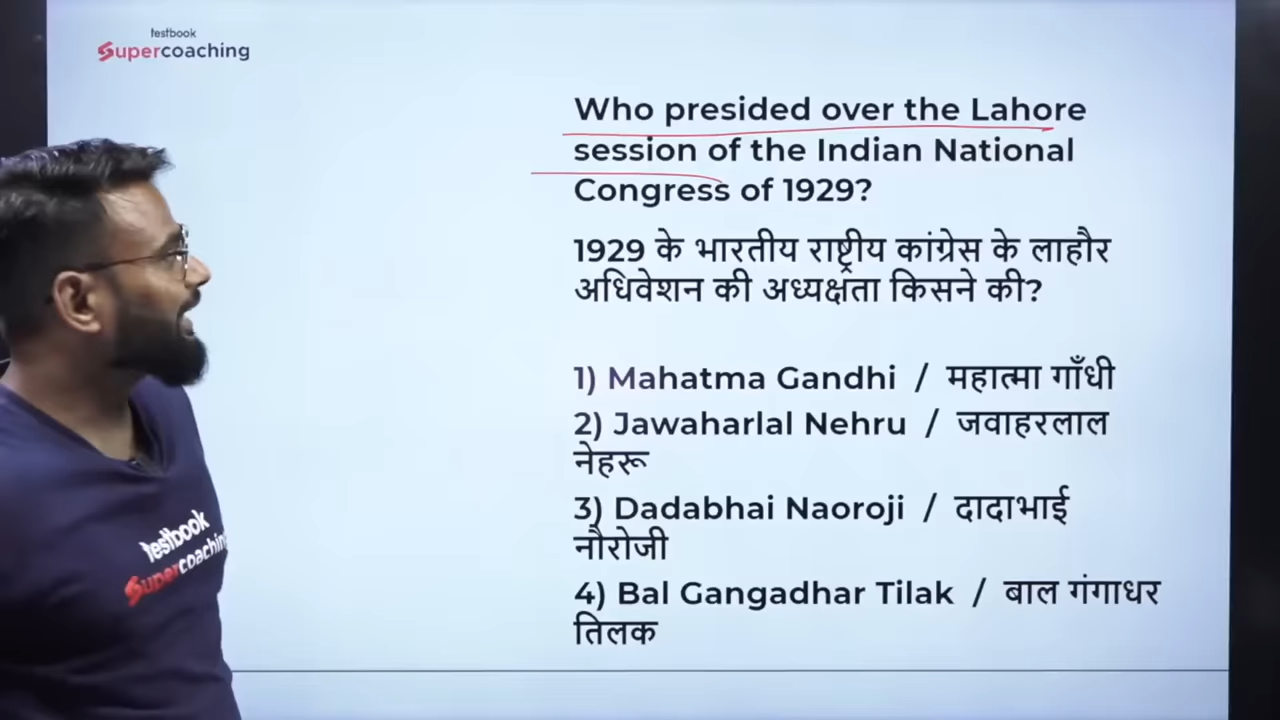 testbook
Supercoaching
Who presided over the Lahore
session of the Indian National
Congress of 1929?
1929 के भारतीय राष्ट्रीय कांग्रेस के लाहौर
अधिवेशन की अध्यक्षता किसने की?
1) Mahatma Gandhi / महात्मा गाँधी
2) Jawaharlal Nehru / जवाहरलाल
नेहरू
3) Dadabhai Naoroji / दादाभाई
नौरोजी
4) Bal Gangadhar Tilak / बाल गंगाधर
तिलक
testbook
Supercoaching